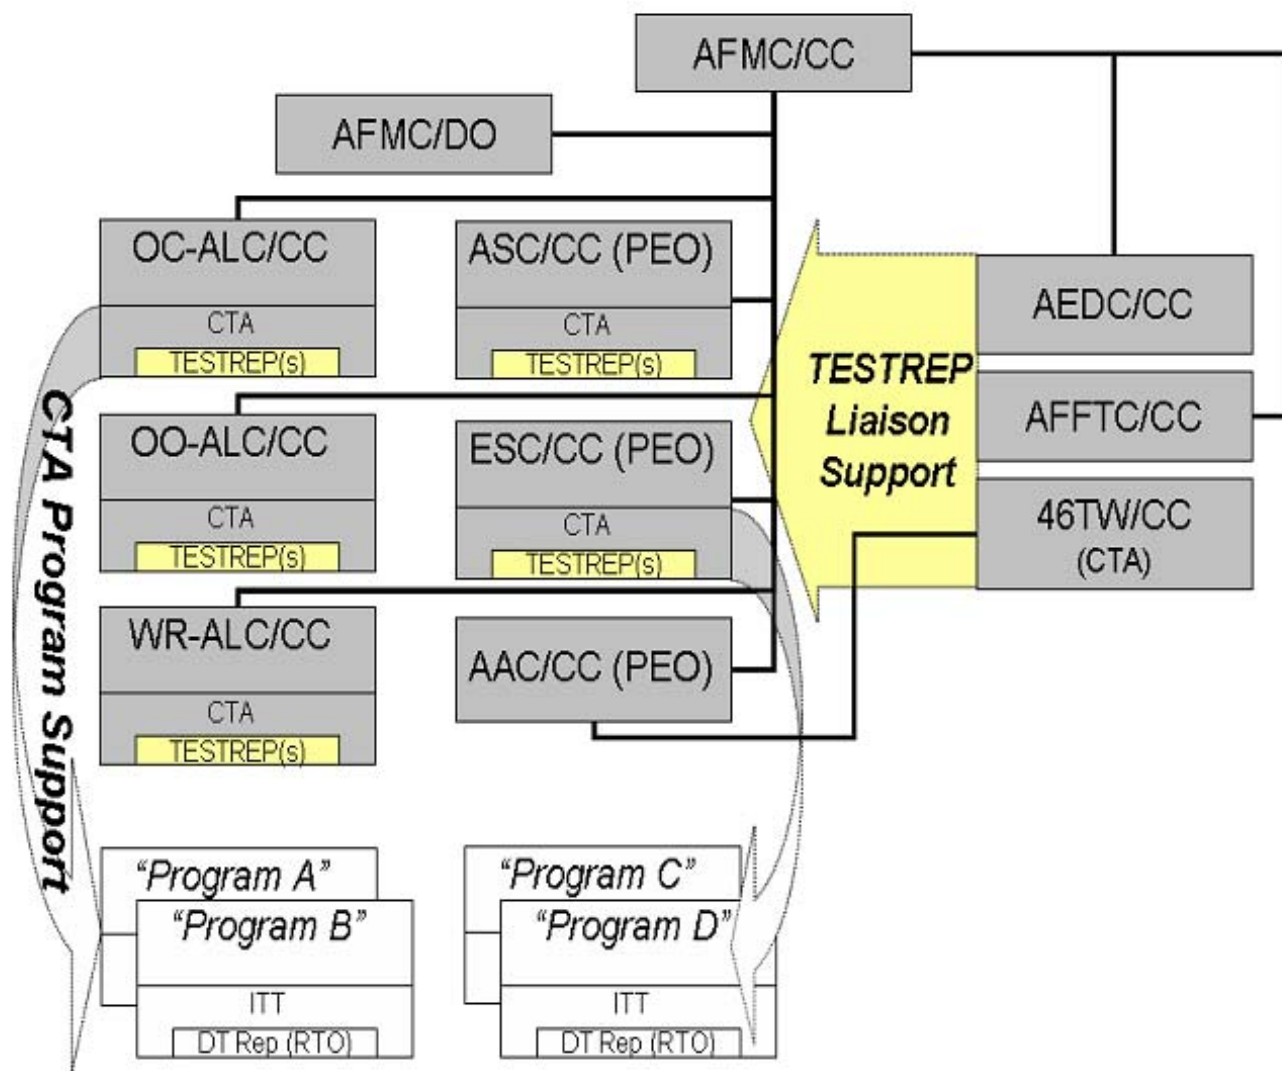 AFMC/CC
AFMC/DO
OC-ALC/CC
CTA
TESTREP(s)
ASC/CC (PEO)
CTA
TESTREP(s)
OO-ALC/CC
CTA
TESTREP(s)
ESC/CC (PEO)
CTA
TESTREP(s)
WR-ALC/CC
CTA
TESTREP(s)
AAC/CC (PEO)
TESTREP
Liaison
Support
AEDC/CC
AFFTC/CC
46TW/CC
(CTA)
CTA Program Support
“Program A”
“Program B”
ITT
DT Rep (RTO)
“Program C”
“Program D”
ITT
DT Rep (RTO)